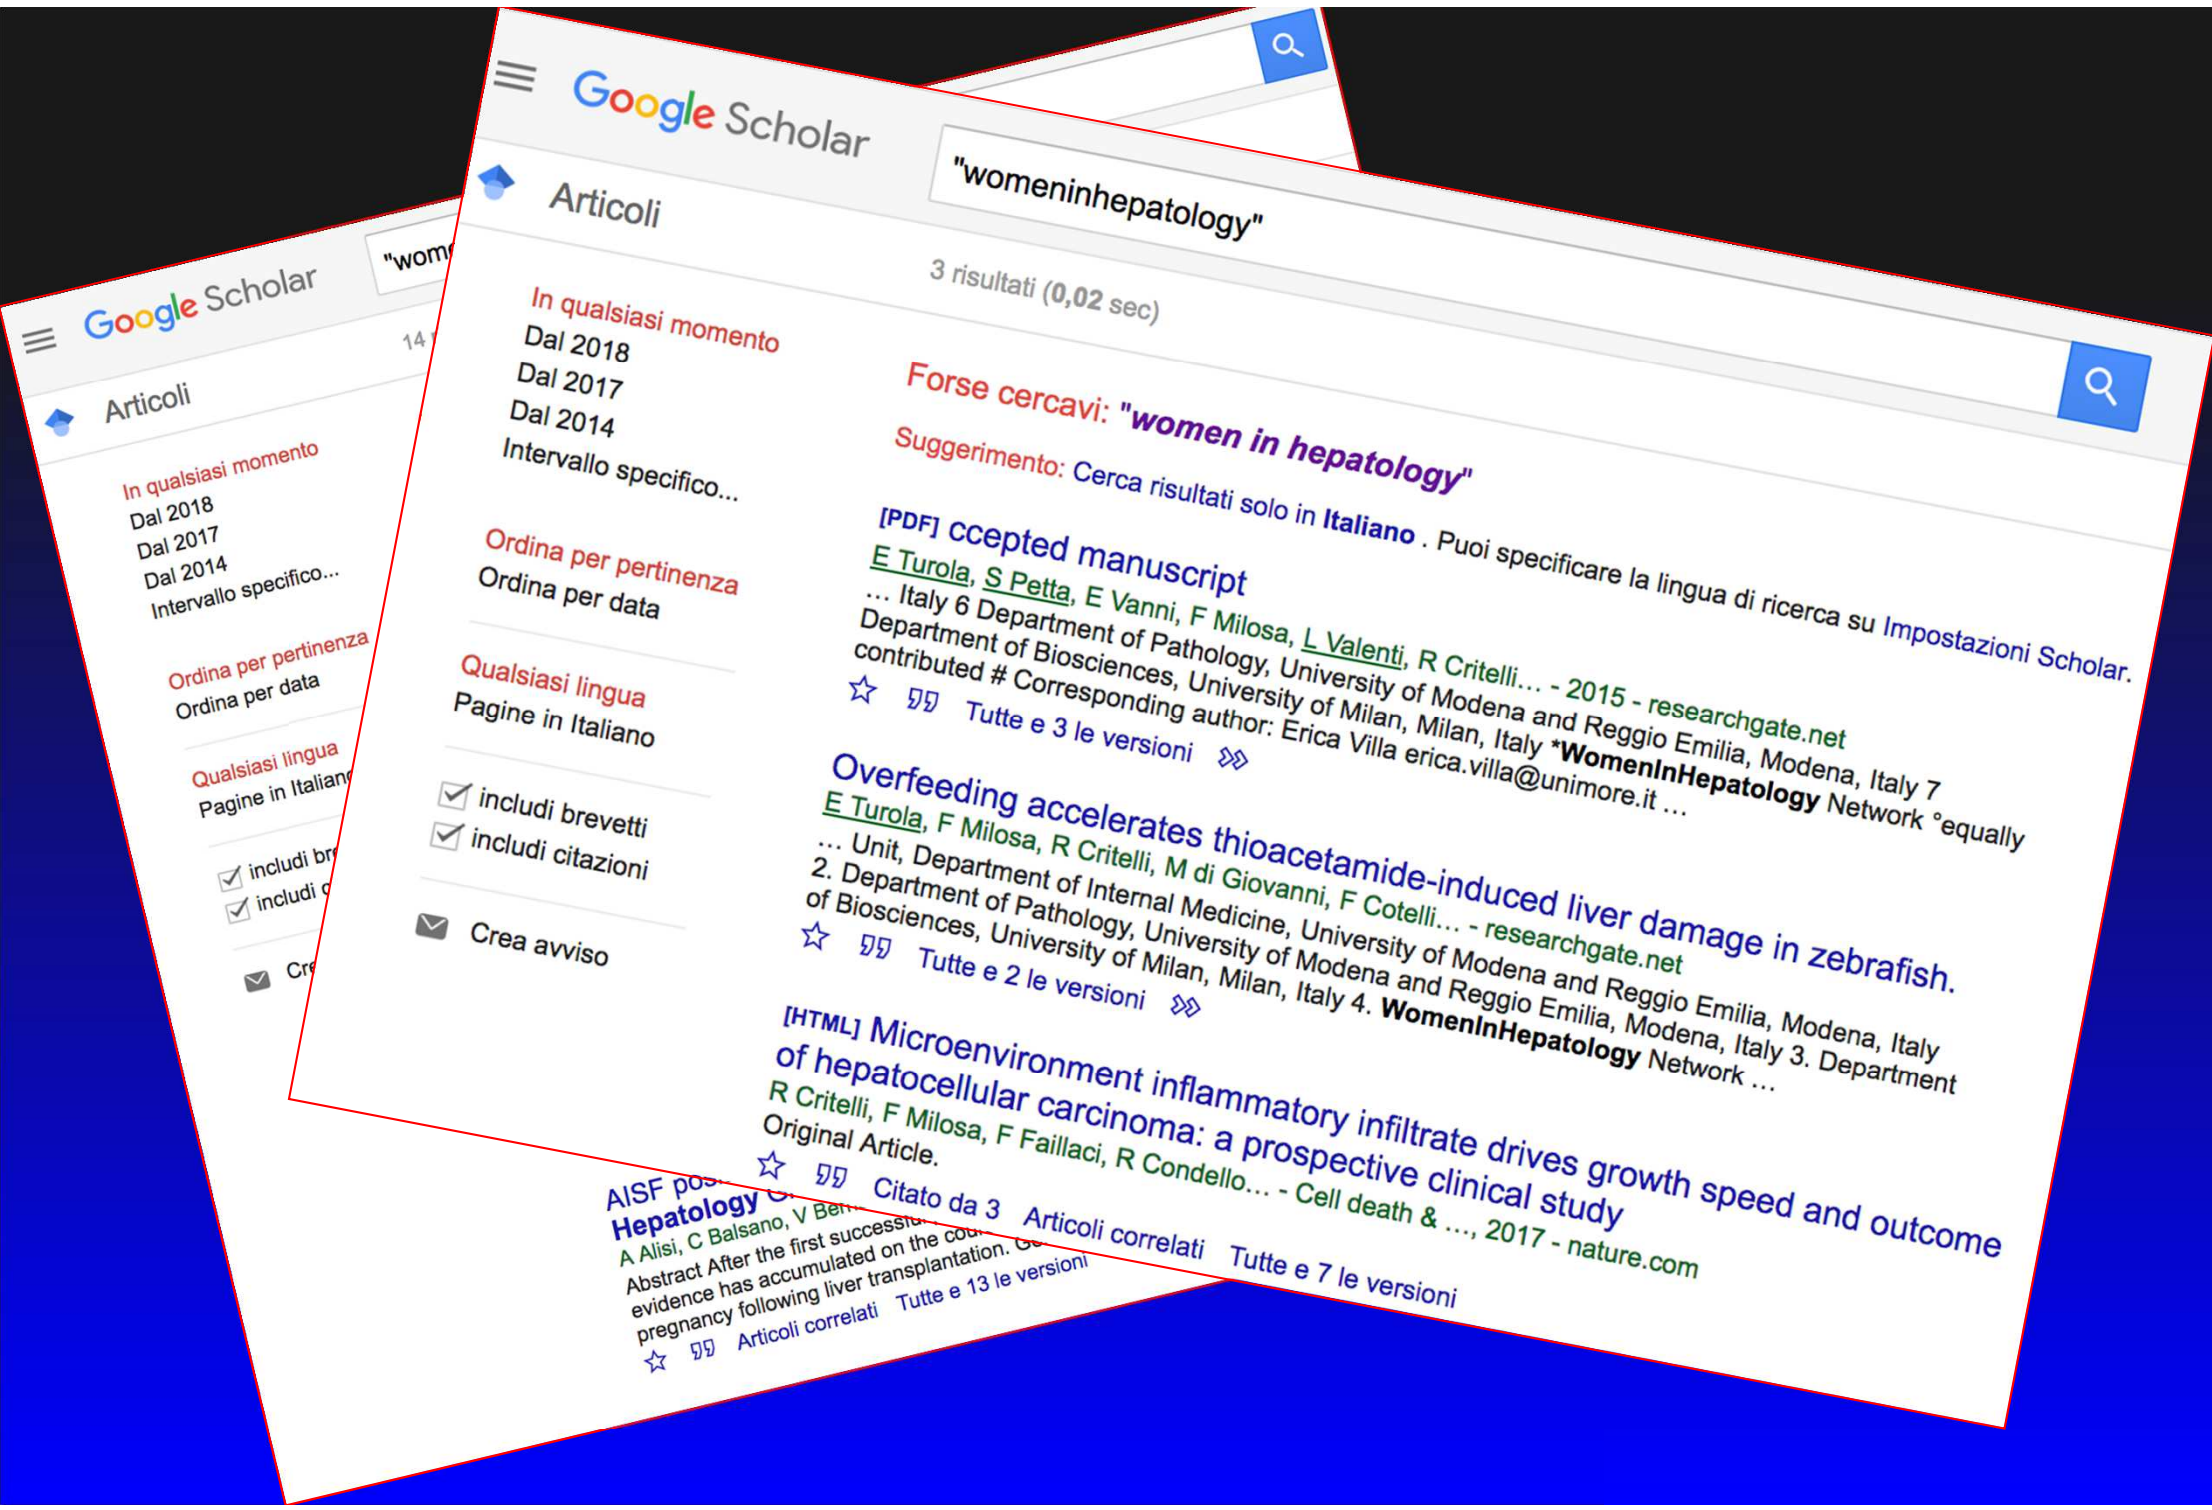 Google Scholar
"womeninhepatology"
Articoli
3 risultati (0,02 sec)
In qualsiasi momento
Dal 2018
Dal 2017
Dal 2014
Intervallo specifico...
Ordina per pertinenza
Ordina per data
Qualsiasi lingua
Pagine in Italiano
includi brevetti
includi citazioni
Crea avviso
Forse cercavi: "women in hepatology"
Suggerimento: Cerca risultati solo in Italiano . Puoi specificare la lingua di ricerca su Impostazioni Scholar.
[PDF] ccepted manuscript
E Turola, S Petta, E Vanni, F Milosa, L Valenti, R Critelli… - 2015 - researchgate.net
… Italy 6 Department of Pathology, University of Modena and Reggio Emilia, Modena, Italy 7
Department of Biosciences, University of Milan, Milan, Italy *WomenInHepatology Network °equally
contributed # Corresponding author: Erica Villa erica.villa@unimore.it …
Tutte e 3 le versioni
Overfeeding accelerates thioacetamide-induced liver damage in zebrafish.
E Turola, F Milosa, R Critelli, M di Giovanni, F Cotelli… - researchgate.net
… Unit, Department of Internal Medicine, University of Modena and Reggio Emilia, Modena, Italy
2. Department of Pathology, University of Modena and Reggio Emilia, Modena, Italy 3. Department
of Biosciences, University of Milan, Milan, Italy 4. WomenInHepatology Network …
Tutte e 2 le versioni
[HTML] Microenvironment inflammatory infiltrate drives growth speed and outcome
of hepatocellular carcinoma: a prospective clinical study
R Critelli, F Milosa, F Faillaci, R Condello… - Cell death & …, 2017 - nature.com
Original Article.
Citato da 3 Articoli correlati Tutte e 7 le versioni
Google Scholar
"wom
14
Articoli
In qualsiasi momento
Dal 2018
Dal 2017
Dal 2014
Intervallo specifico...
Ordina per pertinenza
Ordina per data
Qualsiasi lingua
Pagine in Italiano
includi br
includi
Cre
AISF pos
Hepatology
A Alisi, C Balsano, V Ber
Abstract After the first success
evidence has accumulated on the cou
pregnancy following liver transplantation. G
Articoli correlati Tutte e 13 le versioni